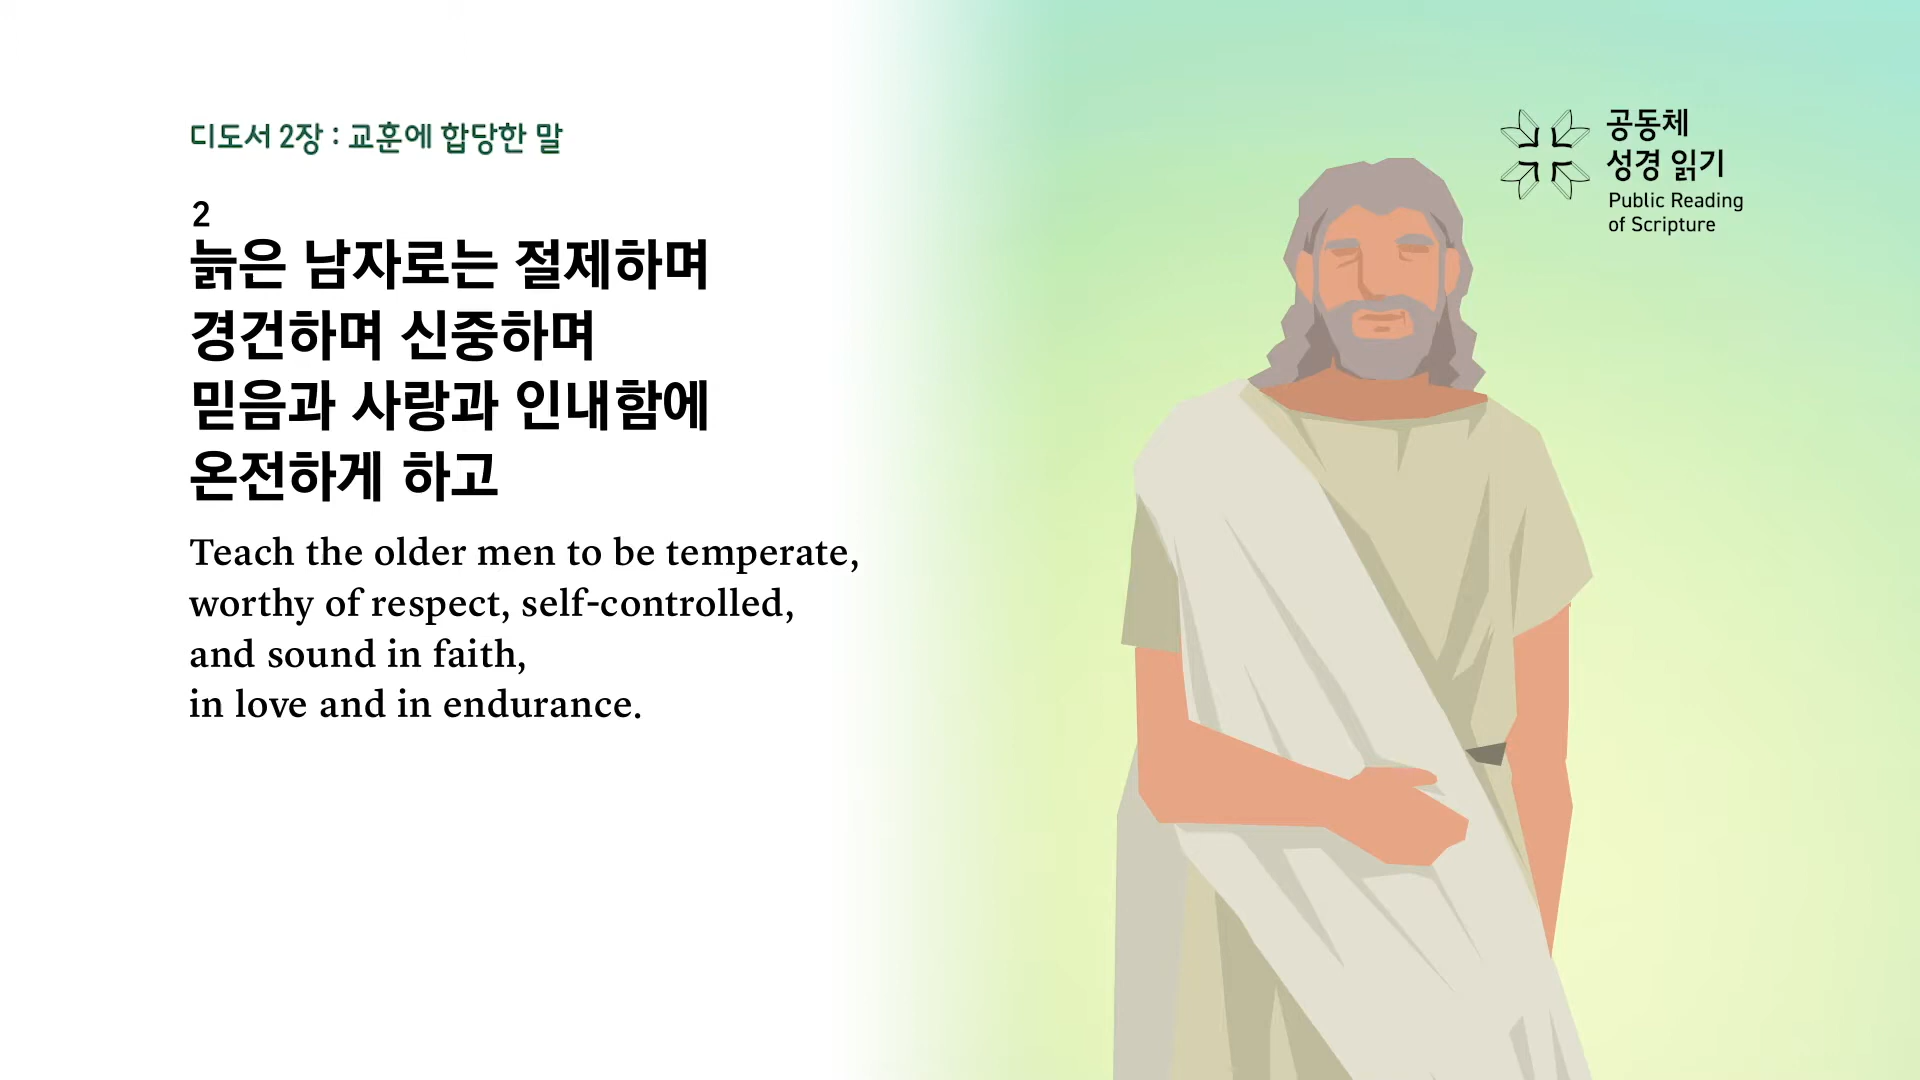 디도서 2장 : 교훈에 합당한 말
2
늙은 남자로는 절제하며
경건하며 신중하며
믿음과 사랑과 인내함에
온전하게 하고
Teach the older men to be temperate,
worthy of respect, self-controlled,
and sound in faith,
in love and in endurance.
공동체
성경 읽기
Public Reading
of Scripture